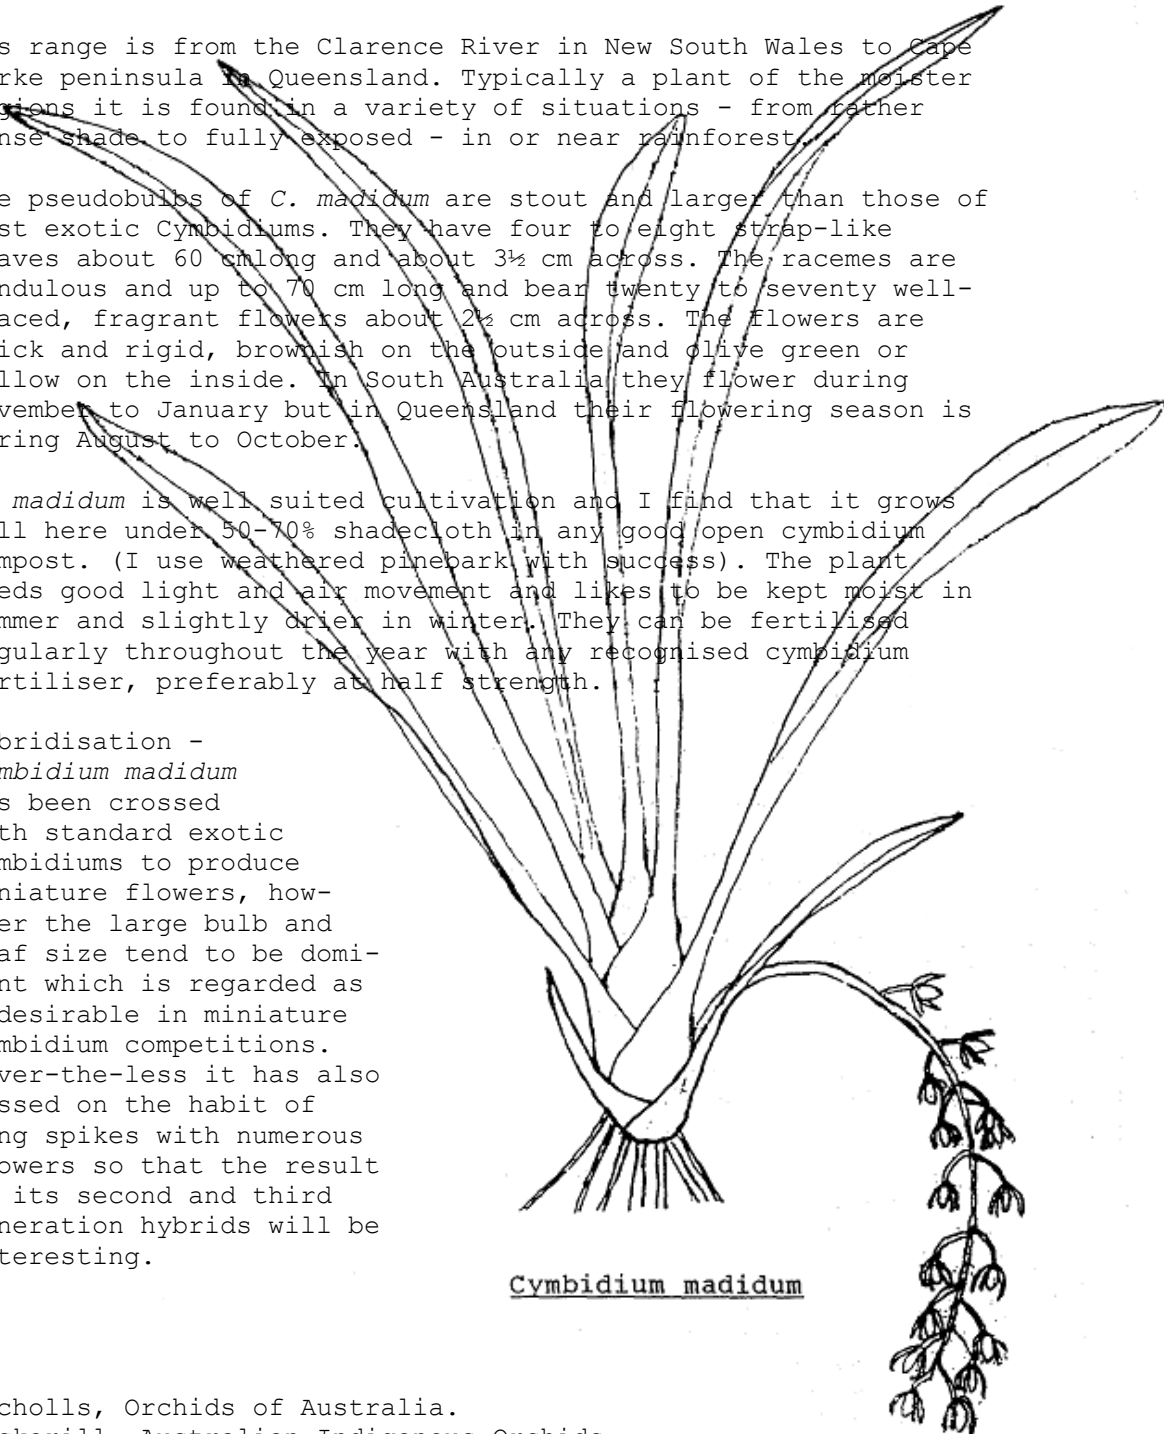 s range is from the Clarence River in New South Wales to Cape
rke peninsula in Queensland. Typically a plant of the moister
gions it is found in a variety of situations - from rather
nse shade to fully exposed - in or near rainforest.
e pseudobulbs of C. madidum are stout and larger than those of
st exotic Cymbidiums. They have four to eight strap-like
aves about 60 cmlong and about 3½ cm across. The racemes are
ndulous and up to 70 cm long and bear twenty to seventy well-
aced, fragrant flowers about 2½ cm across. The flowers are
ick and rigid, brownish on the outside and olive green or
llow on the inside. In South Australia they flower during
vember to January but in Queensland their flowering season is
ring August to October.
madidum is well suited cultivation and I find that it grows
ll here under 50-70% shadecloth in any good open cymbidium
mpost. (I use weathered pinebark with success). The plant
eds good light and air movement and likes to be kept moist in
mmer and slightly drier in winter. They can be fertilised
gularly throughout the year with any recognised cymbidium
rtiliser, preferably at half strength.
bridisation -
mbidium madidum
s been crossed
th standard exotic
mbidiums to produce
niature flowers, how-
er the large bulb and
af size tend to be domi-
nt which is regarded as
desirable in miniature
mbidium competitions.
ver-the-less it has also
ssed on the habit of
ng spikes with numerous
owers so that the result
its second and third
neration hybrids will be
teresting.
Cymbidium madidum
cholls, Orchids of Australia.
ckerill, Australian Indigenous Orchids